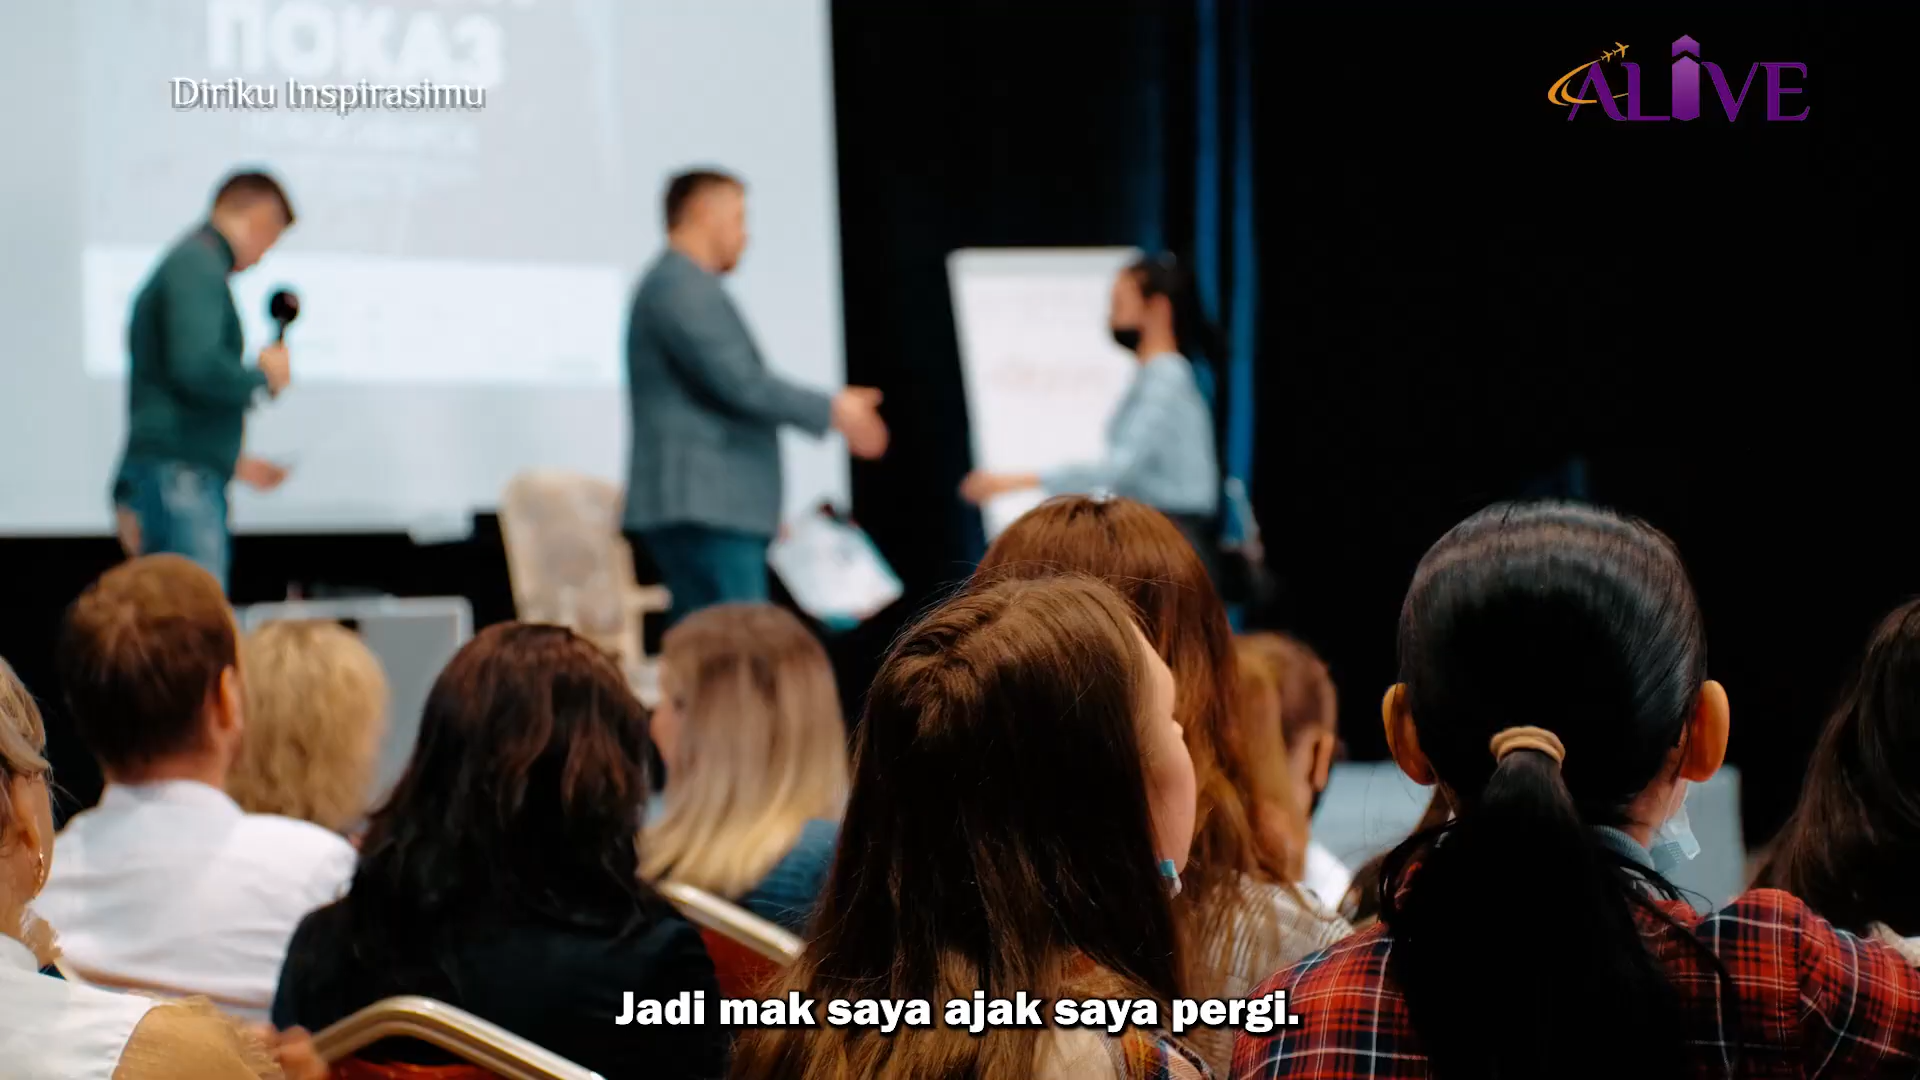 ПОКАЗ
Diriku Inspirasimu
ALIVE
Jadi mak saya ajak saya pergi.